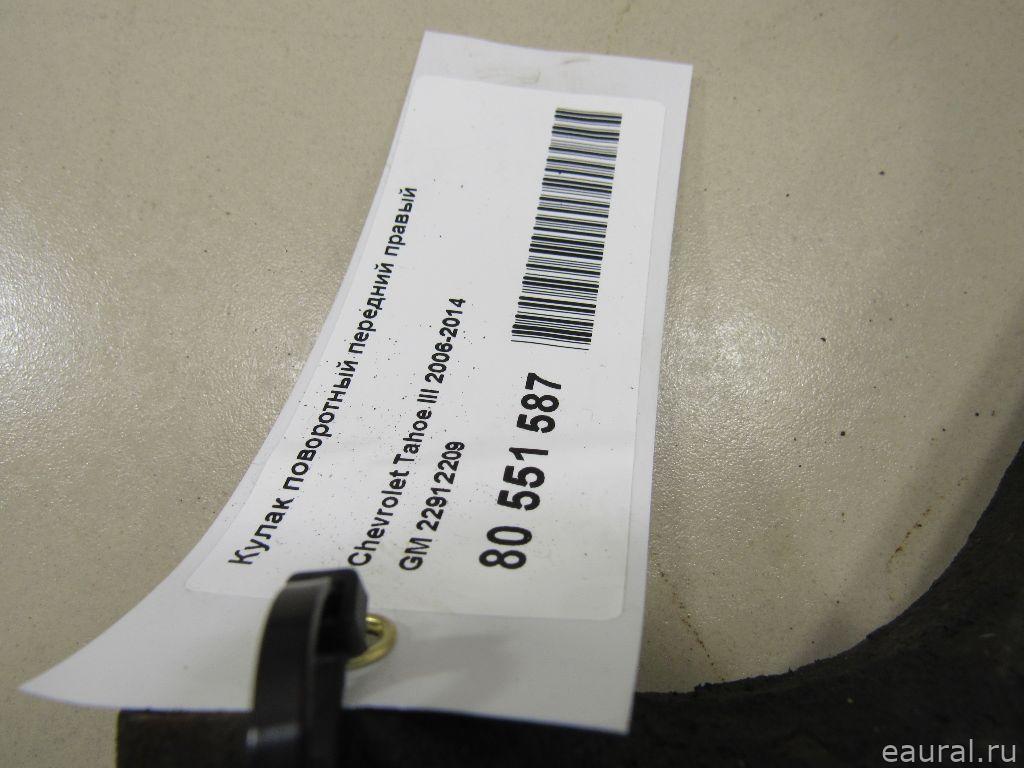 Кулак поворотный передний правый
Chevrolet Tahoe III 2006-2014
GM 22912209
80 551 587
eaural.ru